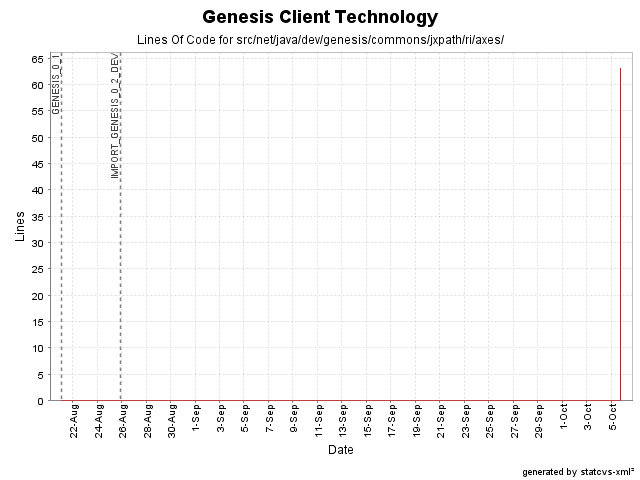 Genesis Client Technology
Lines Of Code for src/net/java/dev/genesis/commons/jxpath/ri/axes/
GENESIS_0_1
IMPORT_GENESIS_0_2_DEV
65
60
55
50
45
40
35
30
25
20
15
10
5
0
Lines
22-Aug
24-Aug
26-Aug
28-Aug
30-Aug
1-Sep
3-Sep
5-Sep
7-Sep
9-Sep
11-Sep
13-Sep
15-Sep
17-Sep
19-Sep
21-Sep
23-Sep
25-Sep
27-Sep
29-Sep
1-Oct
3-Oct
5-Oct
Date
generated by statcvs-xml²